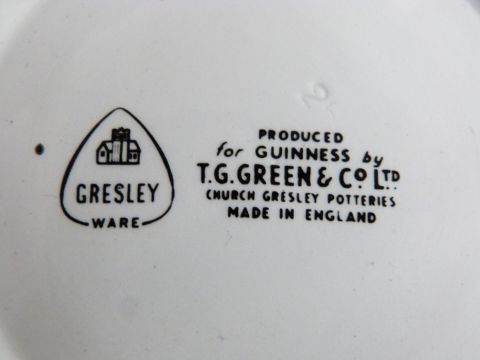 GRESLEY
WARE
PRODUCED
for GUINNESS by
T.G.GREEN & Co LTD.
CHURCH GRESLEY POTTERIES
MADE IN ENGLAND